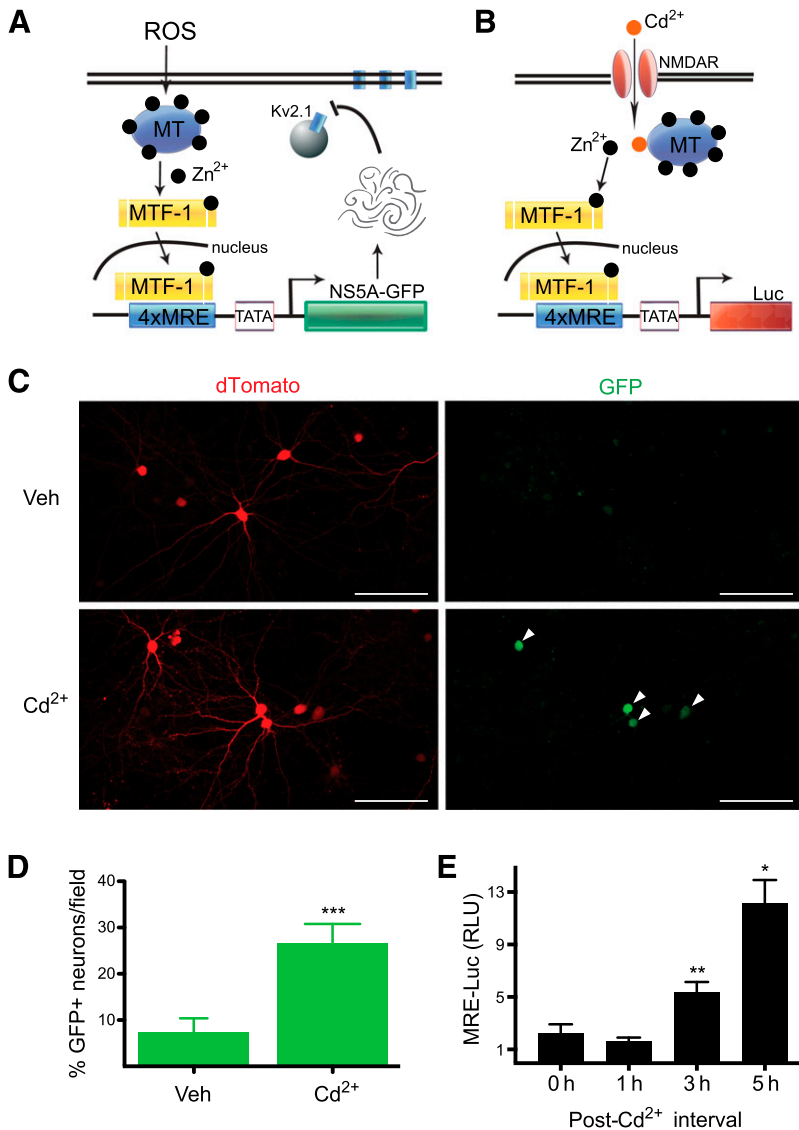 A
ROS
MT
Zn2+
MTF-1
nucleus
MTF-1
4xMRE
TATA
NS5A-GFP
Kv2.1
B
Cd2+
NMDAR
Zn2+
MT
MTF-1
nucleus
MTF-1
4xMRE
TATA
Luc
C
dTomato
GFP
Veh
Cd2+
D
% GFP+ neurons/field
40
30
20
10
***
Veh
Cd2+
E
MRE-Luc (RLU)
13
9
5
1
**
*
0 h
1 h
3 h
5 h
Post-Cd2+ interval